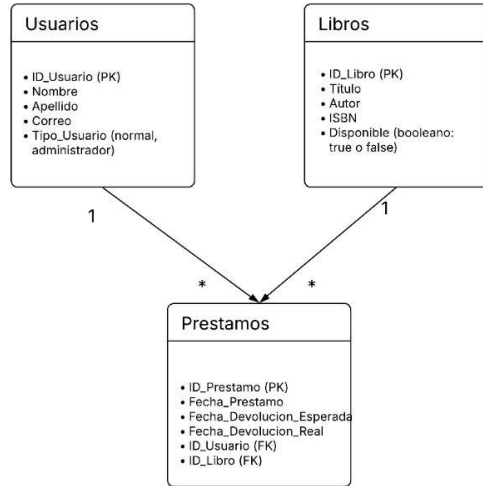 Usuarios
• ID_Usuario (PK)
• Nombre
• Apellido
• Correo
• Tipo_Usuario (normal,
administrador)
Libros
• ID_Libro (PK)
• Título
• Autor
• ISBN
• Disponible (booleano:
true o false)
1
1
*
*
Prestamos
• ID_Prestamo (PK)
• Fecha_Prestamo
• Fecha_Devolucion_Esperada
• Fecha_Devolucion_Real
• ID_Usuario (FK)
• ID_Libro (FK)